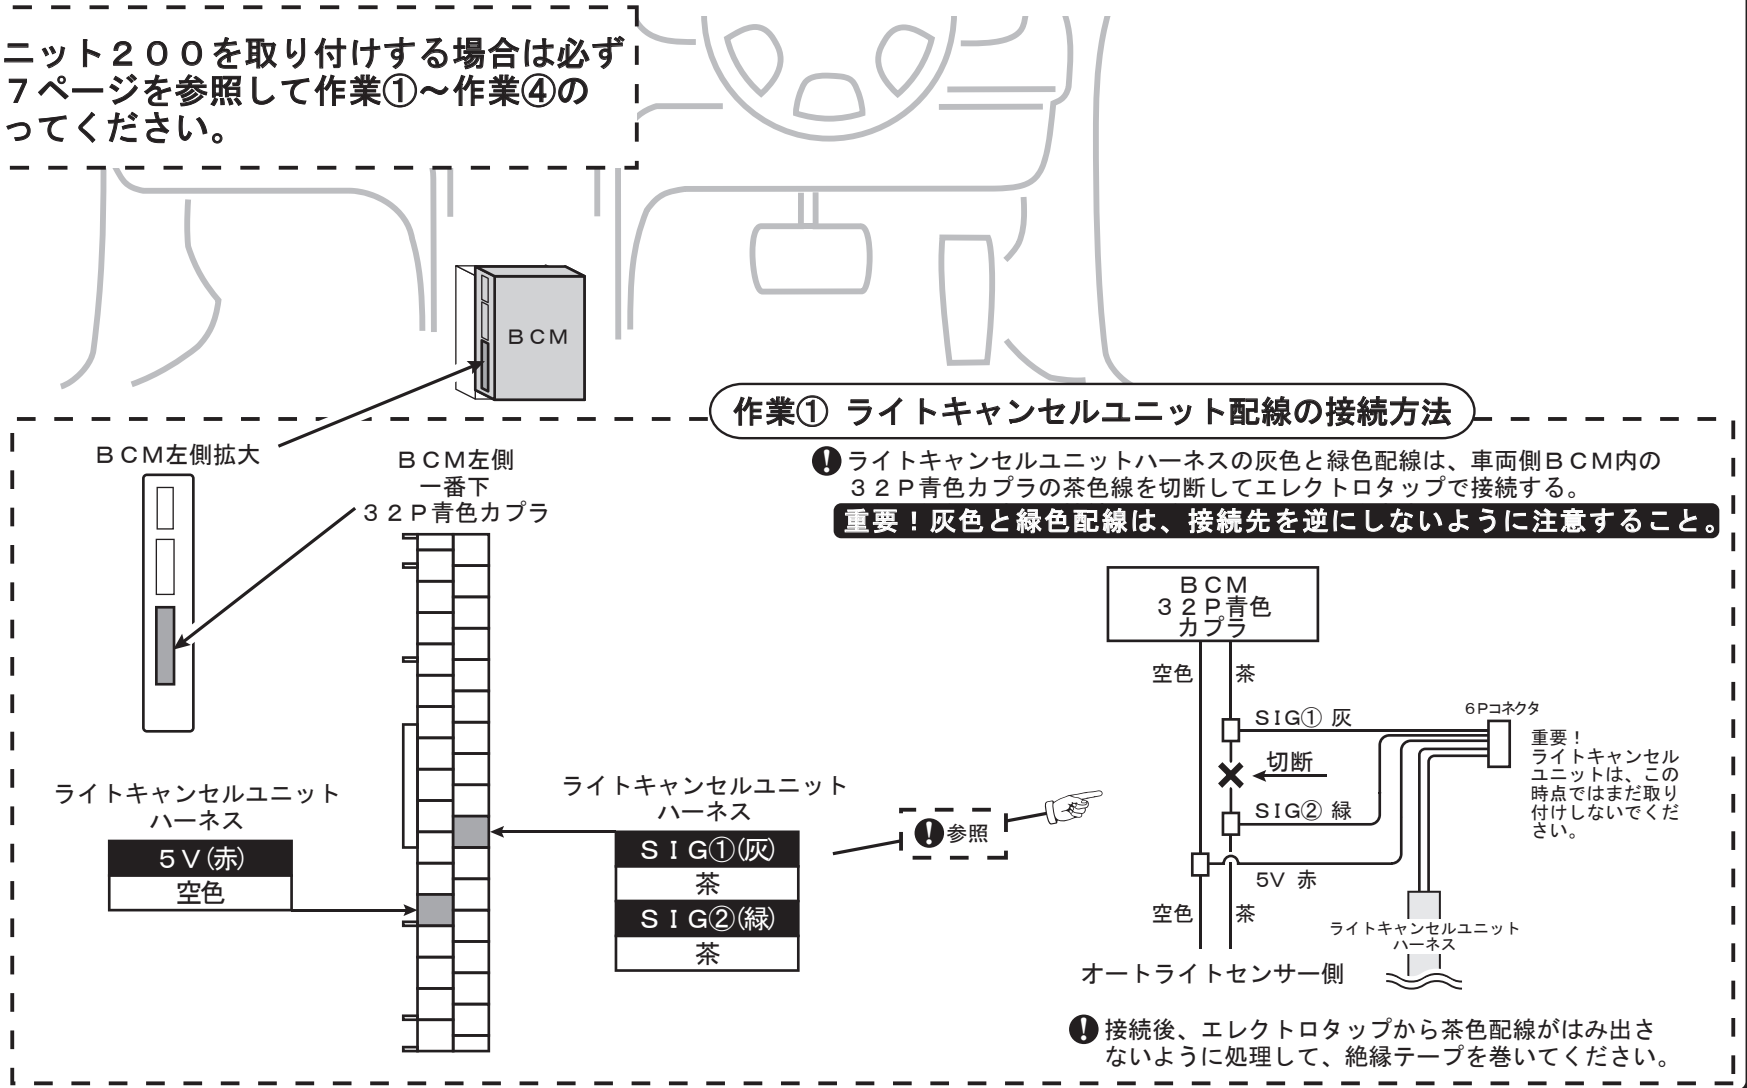 ニット２００を取り付けする場合は必ず
７ページを参照して作業①～作業④の
ってください。
ＢＣＭ
作業① ライトキャンセルユニット配線の接続方法
ＢＣＭ左側拡大
ＢＣＭ左側
一番下
３２Ｐ青色カプラ
! ライトキャンセルユニットハーネスの灰色と緑色配線は、車両側ＢＣＭ内の
３２Ｐ青色カプラの茶色線を切断してエレクトロタップで接続する。
重要！灰色と緑色配線は、接続先を逆にしないように注意すること。
ＢＣＭ
３２Ｐ青色
カプラ
空色
茶
SIG① 灰
6Pコネクタ
切断
重要！
ライトキャンセル
ユニットは、この
時点ではまだ取り
付けしないでくだ
さい。
SIG② 緑
5V 赤
空色
茶
ライトキャンセルユニット
ハーネス
オートライトセンサー側
ライトキャンセルユニット
ハーネス
５Ｖ(赤)
空色
ライトキャンセルユニット
ハーネス
ＳＩＧ①(灰)
茶
ＳＩＧ②(緑)
茶
! 参照
! 接続後、エレクトロタップから茶色配線がはみ出さ
ないように処理して、絶縁テープを巻いてください。